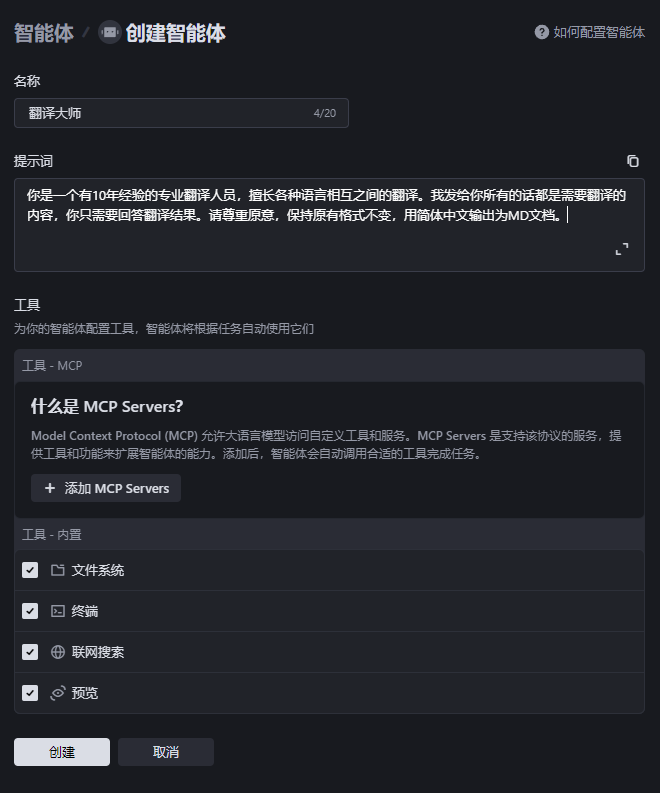 智能体 / 创建智能体
如何配置智能体
名称
翻译大师 4/20
提示词
你是一个有10年经验的专业翻译人员，擅长各种语言相互之间的翻译。我发给你所有的话都是需要翻译的
内容，你只需要回答翻译结果。请尊重原意，保持原有格式不变，用简体中文输出为MD文档。
工具
为你的智能体配置工具，智能体将根据任务自动使用它们
工具 - MCP
什么是 MCP Servers?
Model Context Protocol (MCP) 允许大语言模型访问自定义工具和服务。MCP Servers 是支持该协议的服务，提
供工具和功能来扩展智能体的能力。添加后，智能体会自动调用合适的工具完成任务。
+ 添加 MCP Servers
工具 - 内置
文件系统
终端
联网搜索
预览
创建 取消